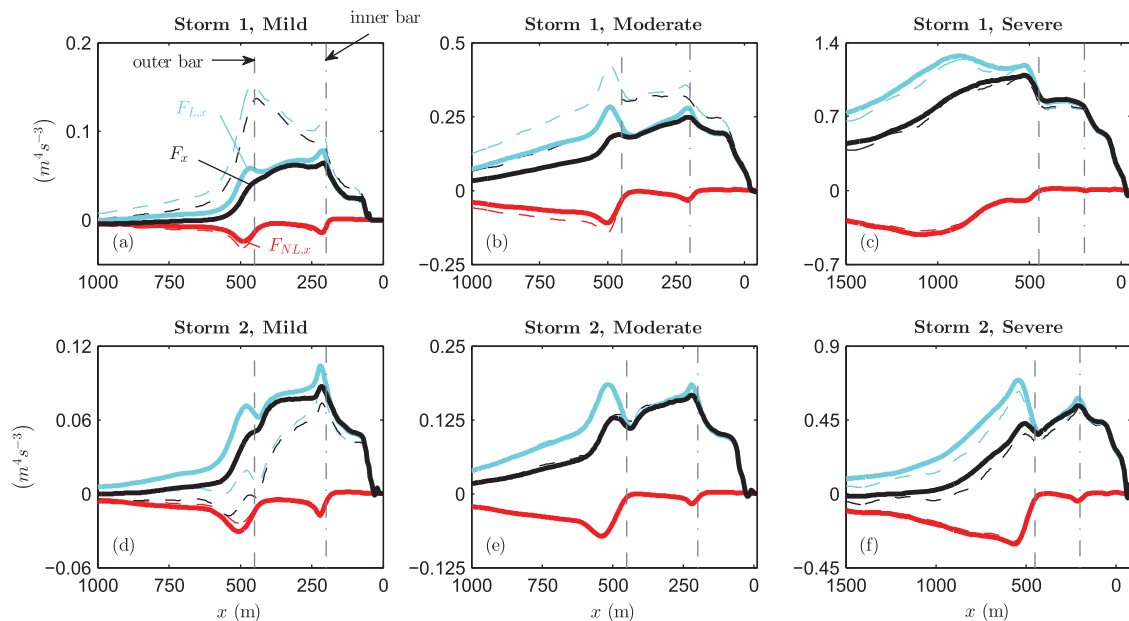 Storm 1, Mild
inner bar
Storm 1, Moderate
Storm 1, Severe
outer bar
0.2
0.1
0
(m⁴s⁻³)
F_{L,x}
F_x
F_{NL,x}
(a)
1000 750 500 250 0
0.5
0.25
0
−0.25
(b)
1000 750 500 250 0
1.4
0.7
0
−0.7
(c)
1500 1000 500 0
Storm 2, Mild
Storm 2, Moderate
Storm 2, Severe
0.12
0.06
0
−0.06
(m⁴s⁻³)
(d)
1000 750 500 250 0
x (m)
0.25
0.125
0
−0.125
(e)
1000 750 500 250 0
x (m)
0.9
0.45
0
−0.45
(f)
1500 1000 500 0
x (m)